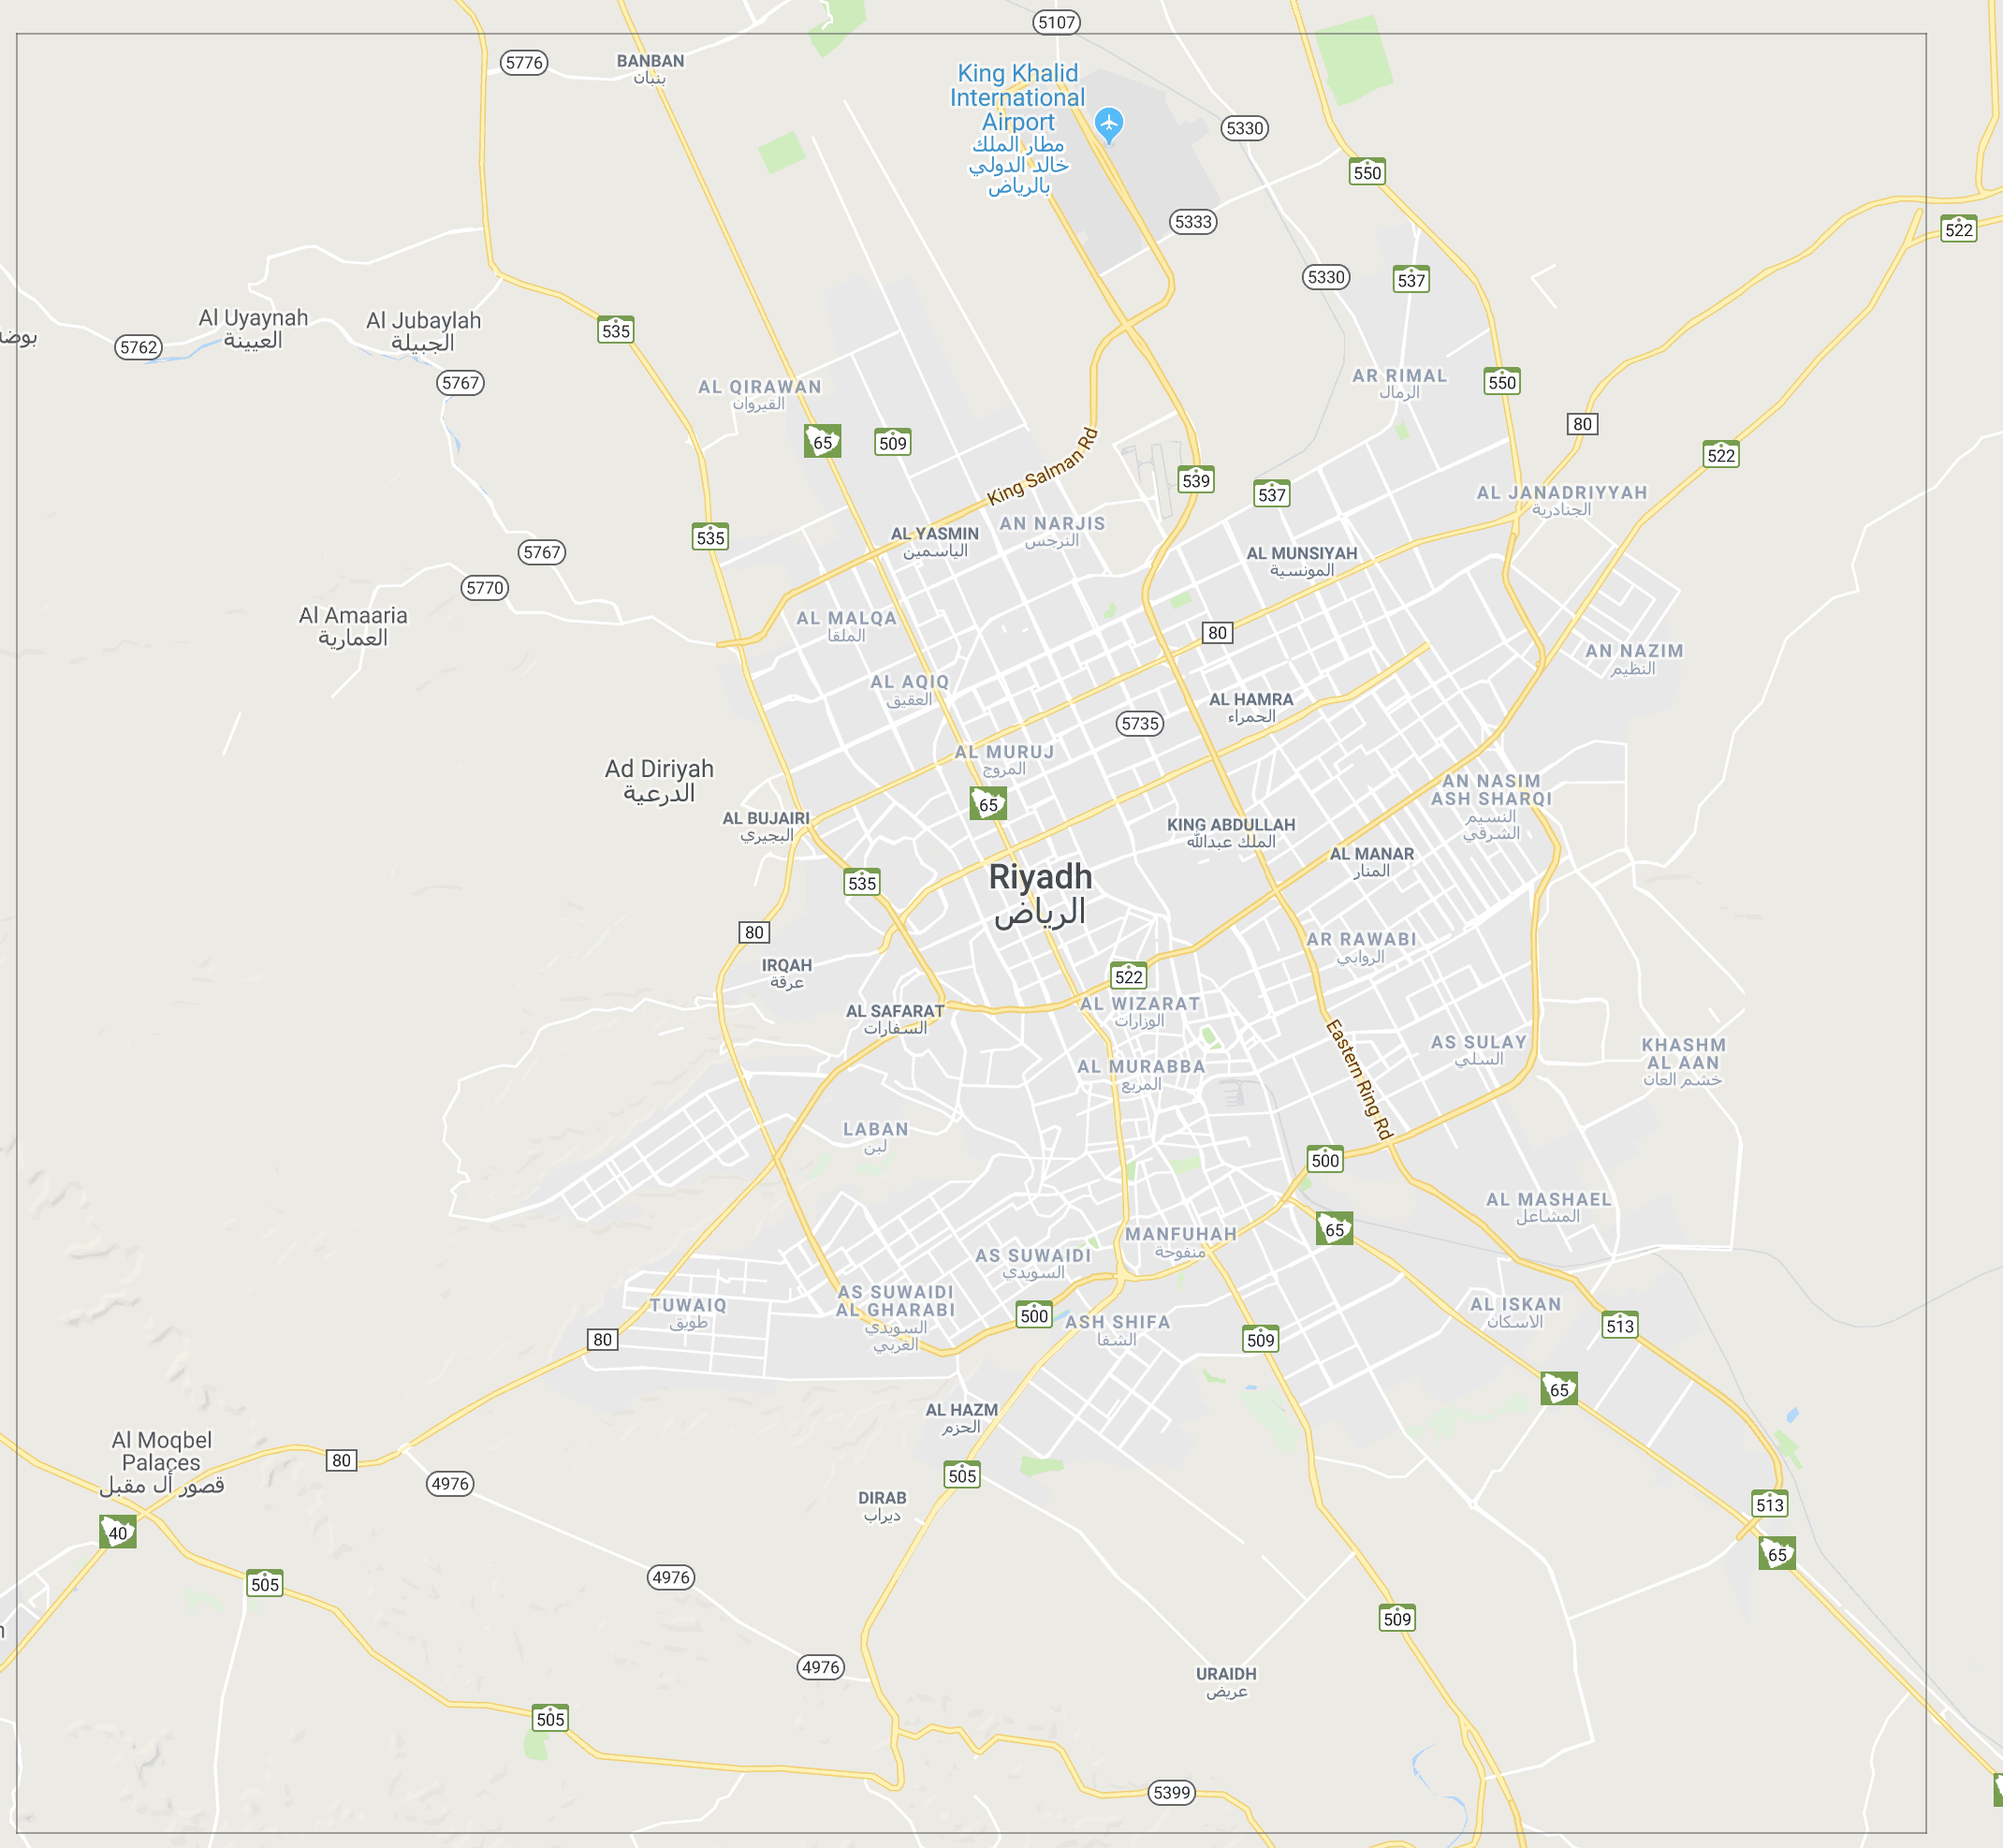 5107
5776
BANBAN
بنبان
King Khalid
International
Airport
مطار الملك
خالد الدولي
بالرياض
5330
550
5333
522
5330
537
Al Uyaynah
العيينة
Al Jubaylah
الجبيلة
535
5762
5767
AL QIRAWAN
القيروان
AR RIMAL
الرمال
550
80
65
509
King Salman Rd
522
539
537
AL JANADRIYYAH
الجنادرية
535
AL YASMIN
الياسمين
AN NARJIS
النرجس
5767
AL MUNSIYAH
المونسية
5770
Al Amaaria
العمارية
AL MALQA
الملقا
80
AN NAZIM
النظيم
AL AQIQ
العقيق
AL HAMRA
الحمراء
5735
AL MURUJ
المروج
Ad Diriyah
الدرعية
AN NASIM
ASH SHARQI
النسيم
الشرقي
65
AL BUJAIRI
البجيري
KING ABDULLAH
الملك عبدالله
AL MANAR
المنار
535
Riyadh
الرياض
80
AR RAWABI
الروابي
IRQAH
عرقة
522
AL SAFARAT
السفارات
AL WIZARAT
الوزارات
Eastern Ring Rd
AS SULAY
السلي
KHASHM
AL AAN
خشم العان
AL MURABBA
المربع
LABAN
لبن
500
AL MASHAEL
المشاعل
65
MANFUHAH
منفوحة
AS SUWAIDI
السويدي
AS SUWAIDI
AL GHARABI
السويدي
الغربي
TUWAIQ
طويق
500
ASH SHIFA
الشفا
AL ISKAN
الاسكان
513
80
509
65
AL HAZM
الحزم
Al Moqbel
Palaces
قصور أل مقبل
80
4976
505
DIRAB
ديراب
513
40
65
505
4976
509
4976
URAIDH
عريض
505
5399